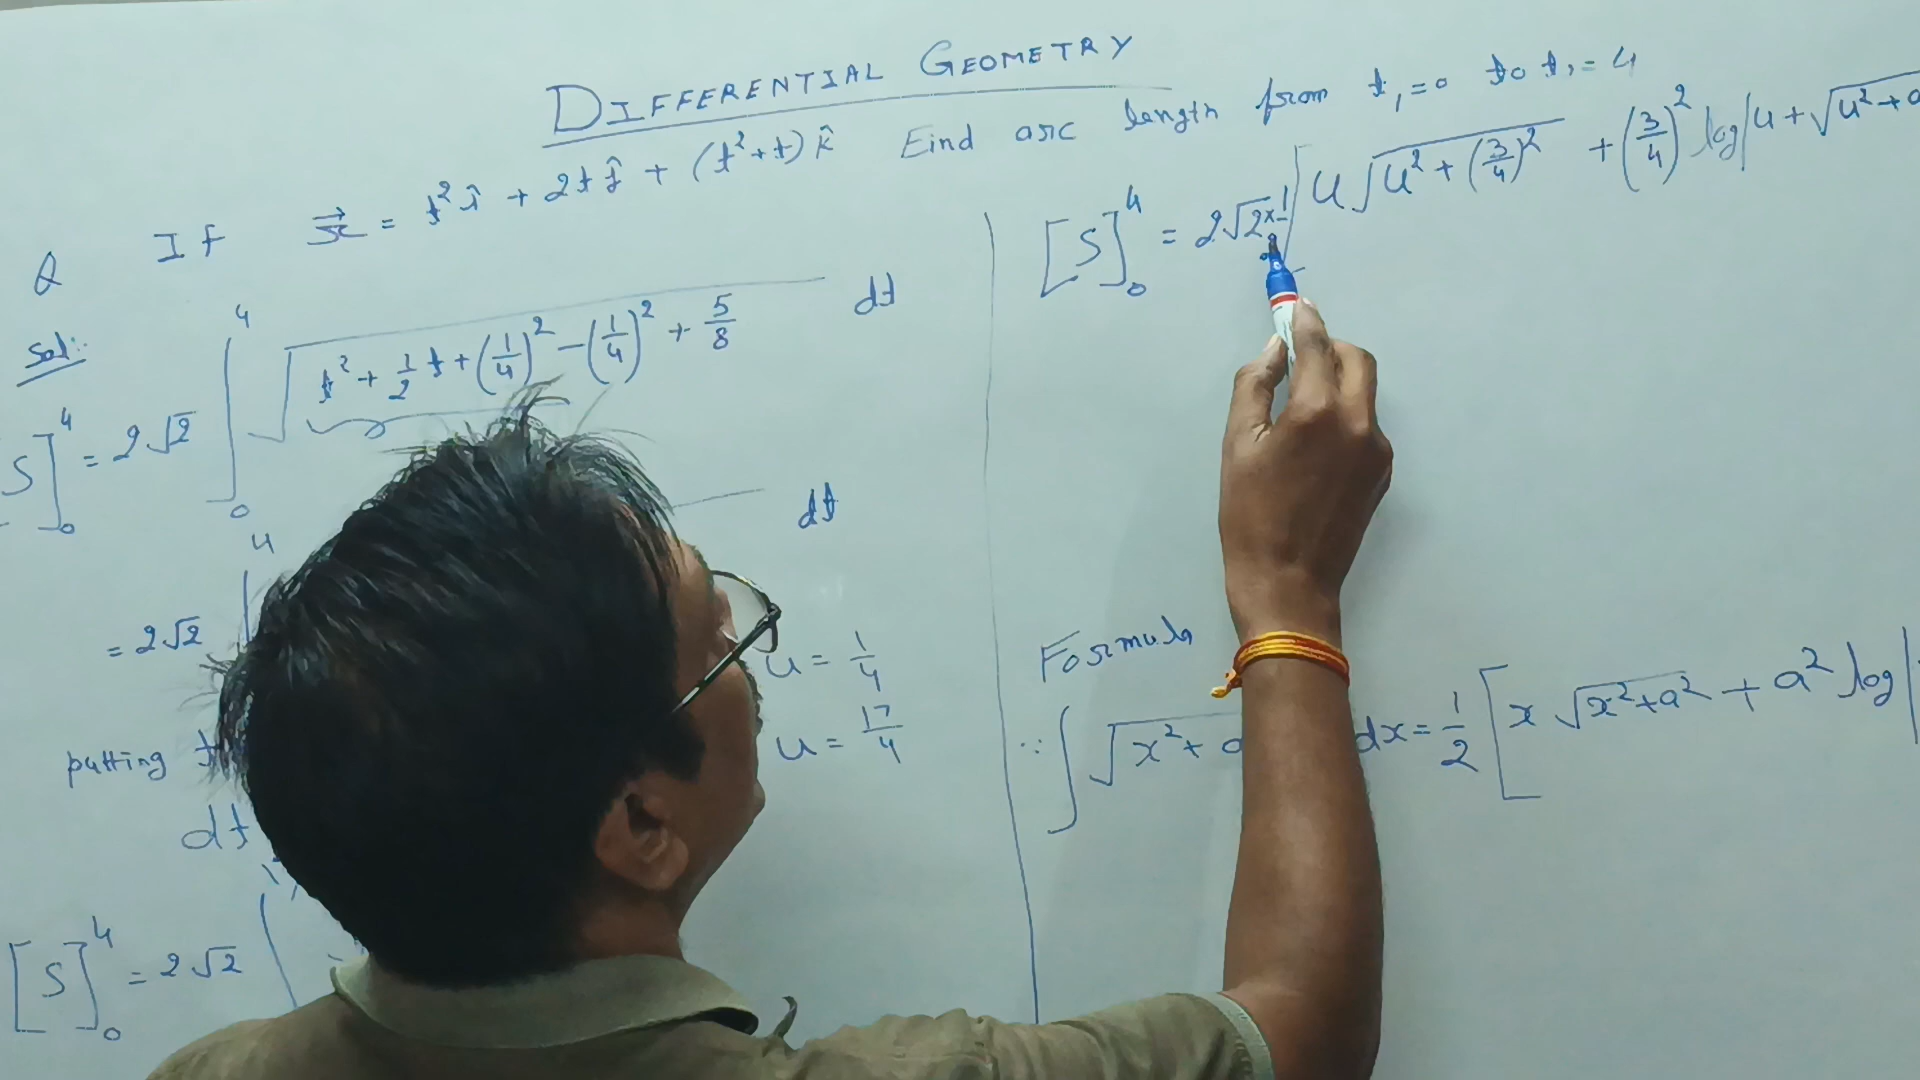 DIFFERENTIAL GEOMETRY
Q If r⃗ = t² î + 2t ĵ + (t²+t) k̂ Find arc length from t₁=0 to t₁=4
Sol:
[S]₀⁴ = 2√2 ∫₀⁴ √(t² + 1/2 t + (1/4)² − (1/4)² + 5/8) dt
4 dt
= 2√2
putting t u = 1/4
dt u = 17/4
[S]₀⁴ = 2√2
[S]₀⁴ = 2√2 × 1/2 [u √(u² + (3/4)²) + (3/4)² log|u + √(u² + a
Formula
∵ ∫ √(x² + a dx = 1/2 [x √(x²+a²) + a² log|